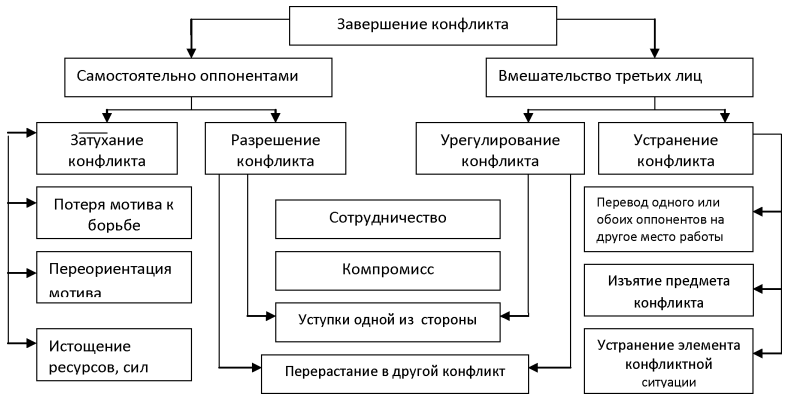 Завершение конфликта
Самостоятельно оппонентами
Вмешательство третьих лиц
Затухание
конфликта
Разрешение
конфликта
Урегулирование
конфликта
Устранение
конфликта
Потеря мотива к
борьбе
Переориентация
мотива
Истощение
ресурсов, сил
Сотрудничество
Компромисс
Уступки одной из стороны
Перерастание в другой конфликт
Перевод одного или
обоих оппонентов на
другое место работы
Изъятие предмета
конфликта
Устранение элемента
конфликтной
ситуации